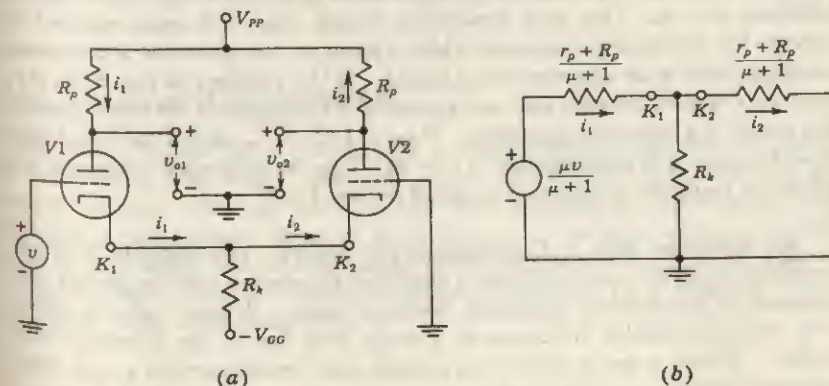 V_PP
R_p
i_1
i_2
R_p
V1
+
+
V2
v_o1
v_o2
-
-
+
v
-
i_1
i_2
K_1
K_2
R_k
-V_GG
(a)
r_p + R_p
μ + 1
r_p + R_p
μ + 1
K_1
K_2
i_1
i_2
+
-
μv
μ + 1
R_k
(b)